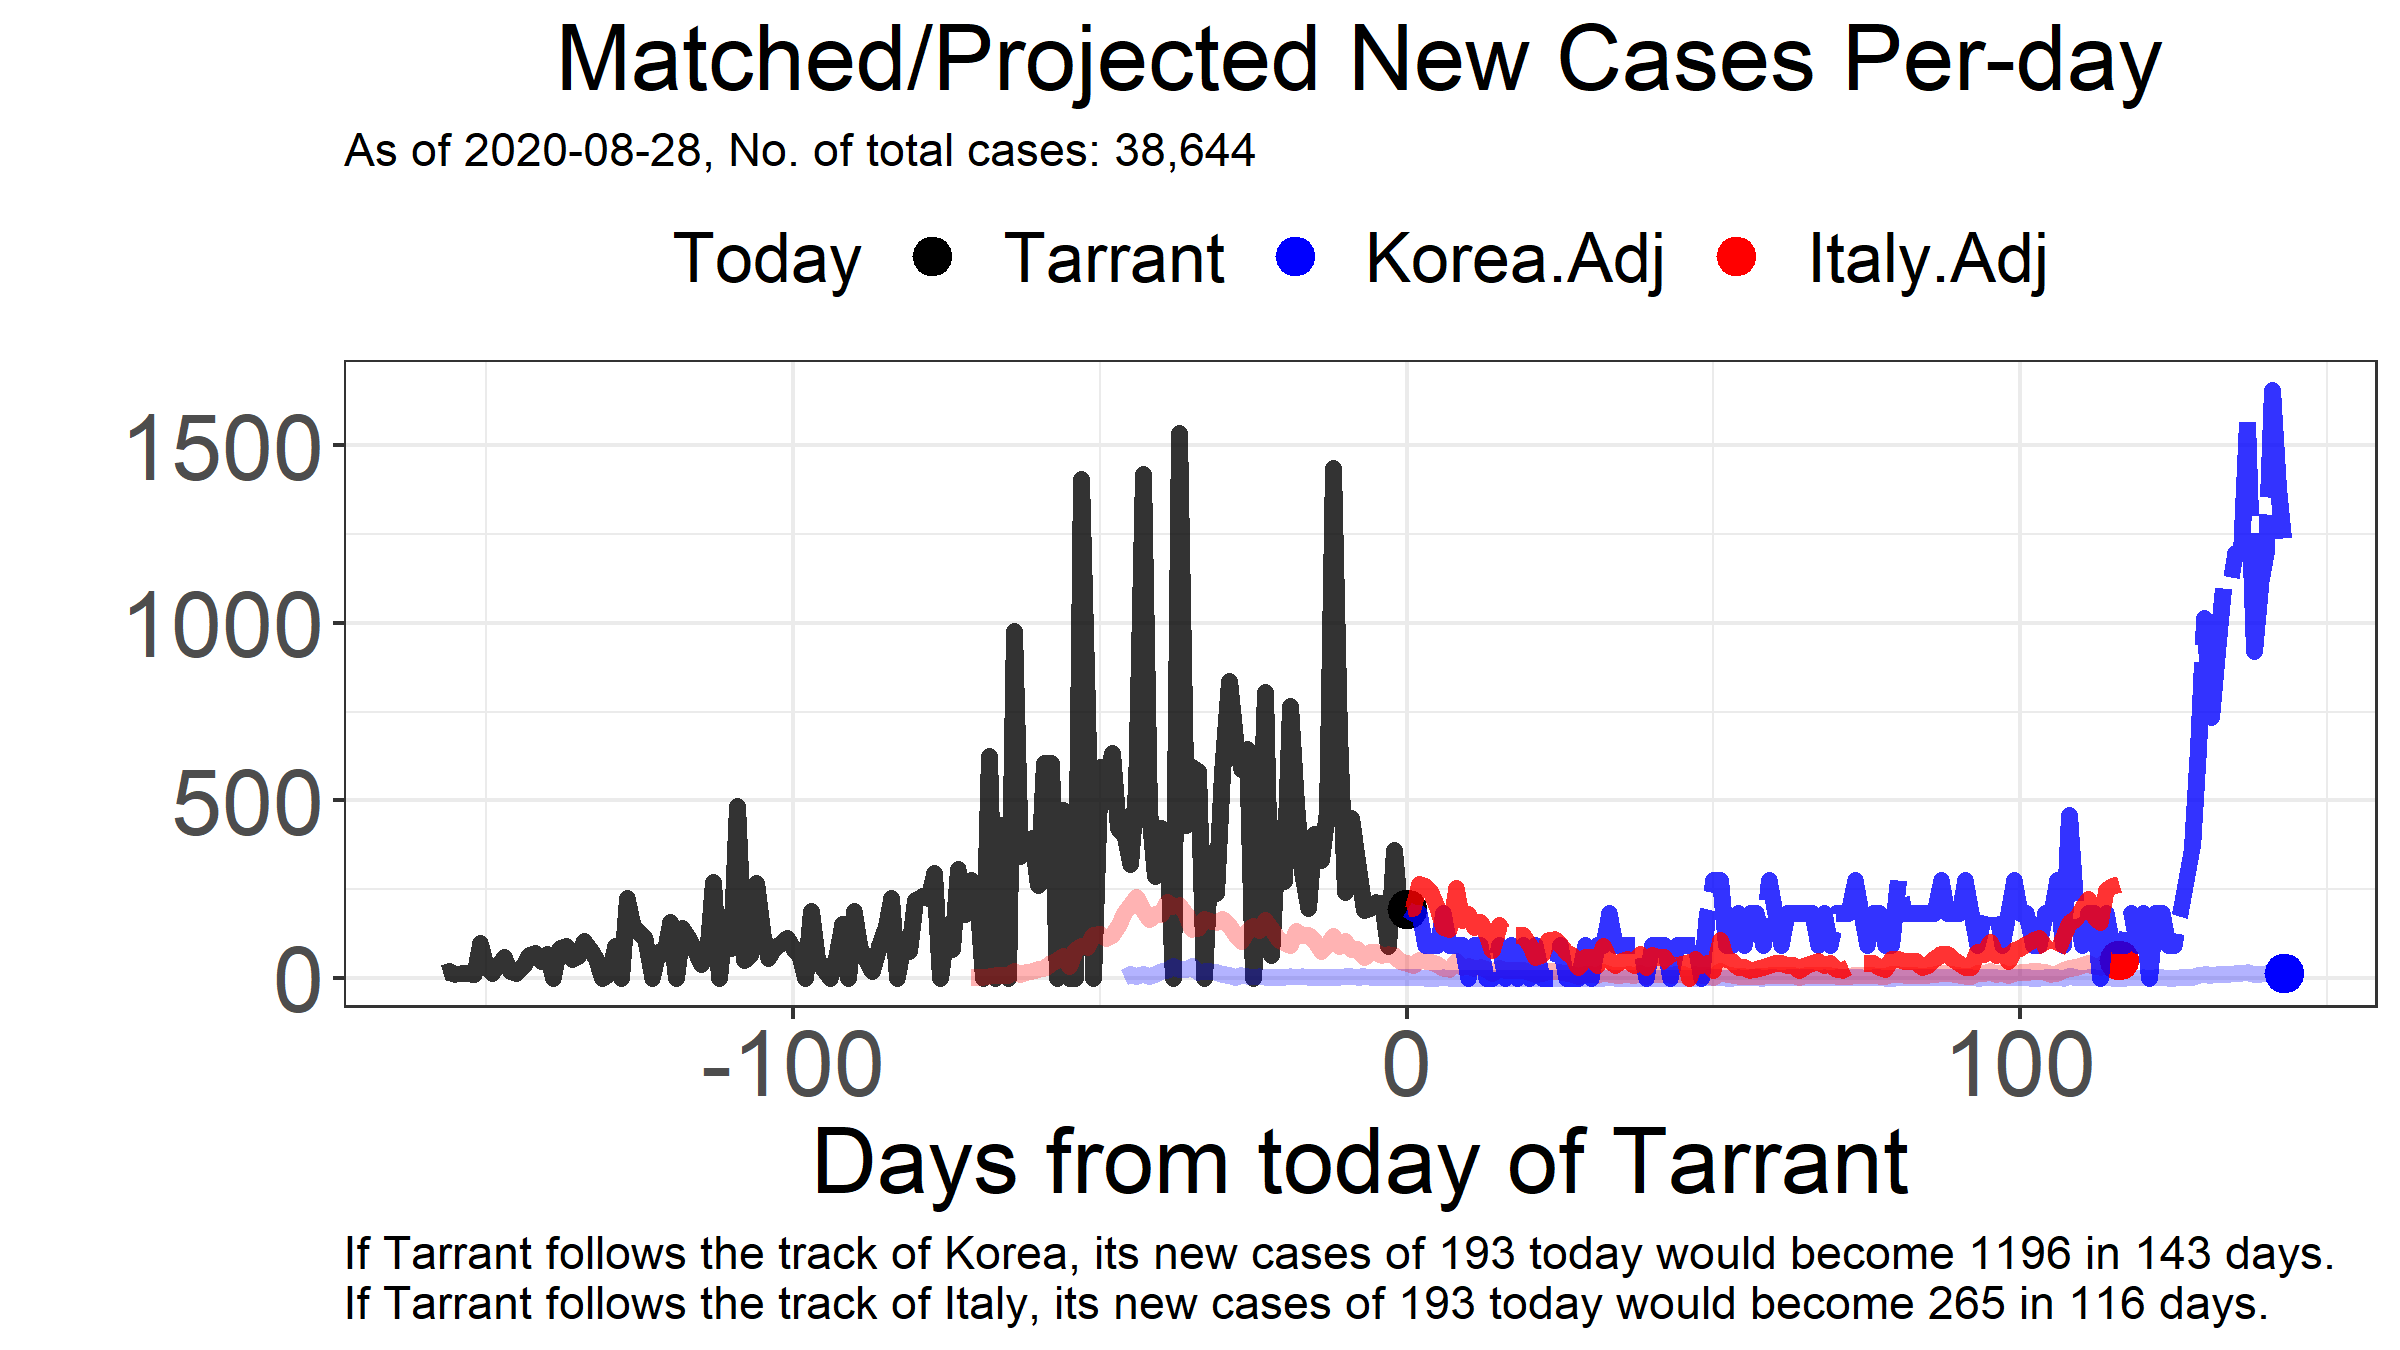 Matched/Projected New Cases Per-day
As of 2020-08-28, No. of total cases: 38,644
Today Tarrant Korea.Adj Italy.Adj
1500
1000
500
0
-100 0 100
Days from today of Tarrant
If Tarrant follows the track of Korea, its new cases of 193 today would become 1196 in 143 days.
If Tarrant follows the track of Italy, its new cases of 193 today would become 265 in 116 days.